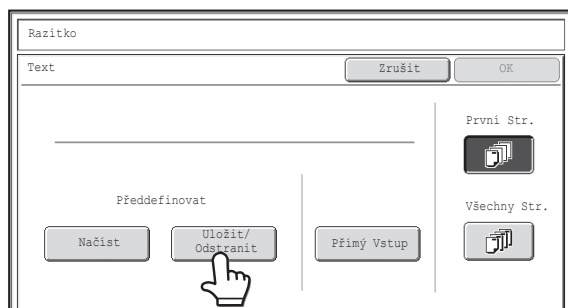 Razítko
Text
Zrušit
OK
První Str.
Předdefinovat
Všechny Str.
Načíst
Uložit/
Odstranit
Přímý Vstup